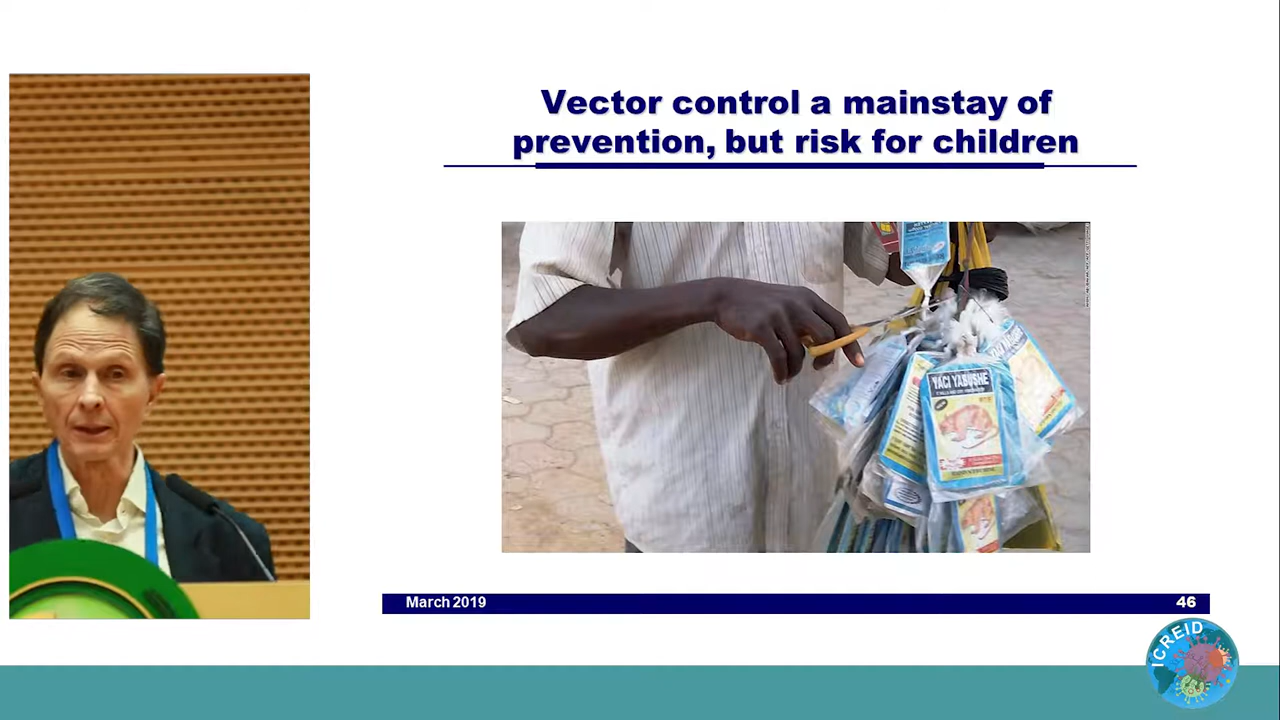 Vector control a mainstay of
prevention, but risk for children
YACI YABUSHE
March 2019
46
ICREID